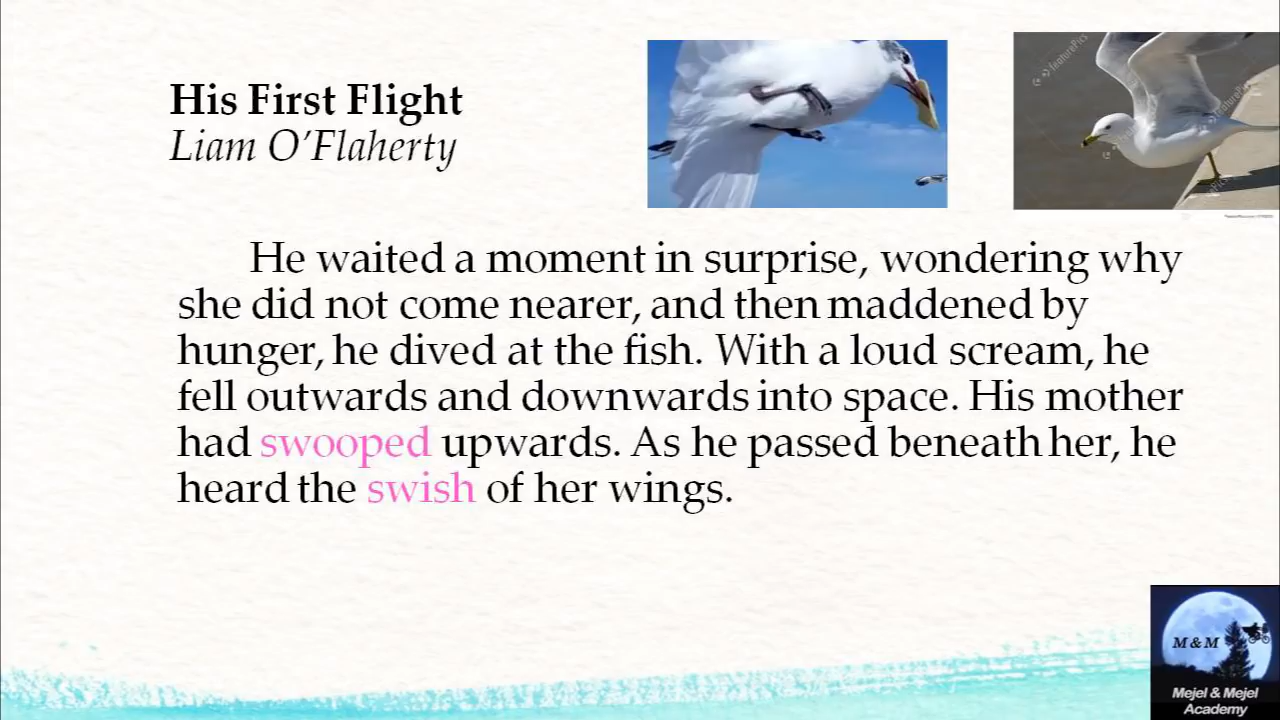 His First Flight
Liam O'Flaherty
He waited a moment in surprise, wondering why
she did not come nearer, and then maddened by
hunger, he dived at the fish. With a loud scream, he
fell outwards and downwards into space. His mother
had swooped upwards. As he passed beneath her, he
heard the swish of her wings.
M & M
Mejel & Mejel
Academy